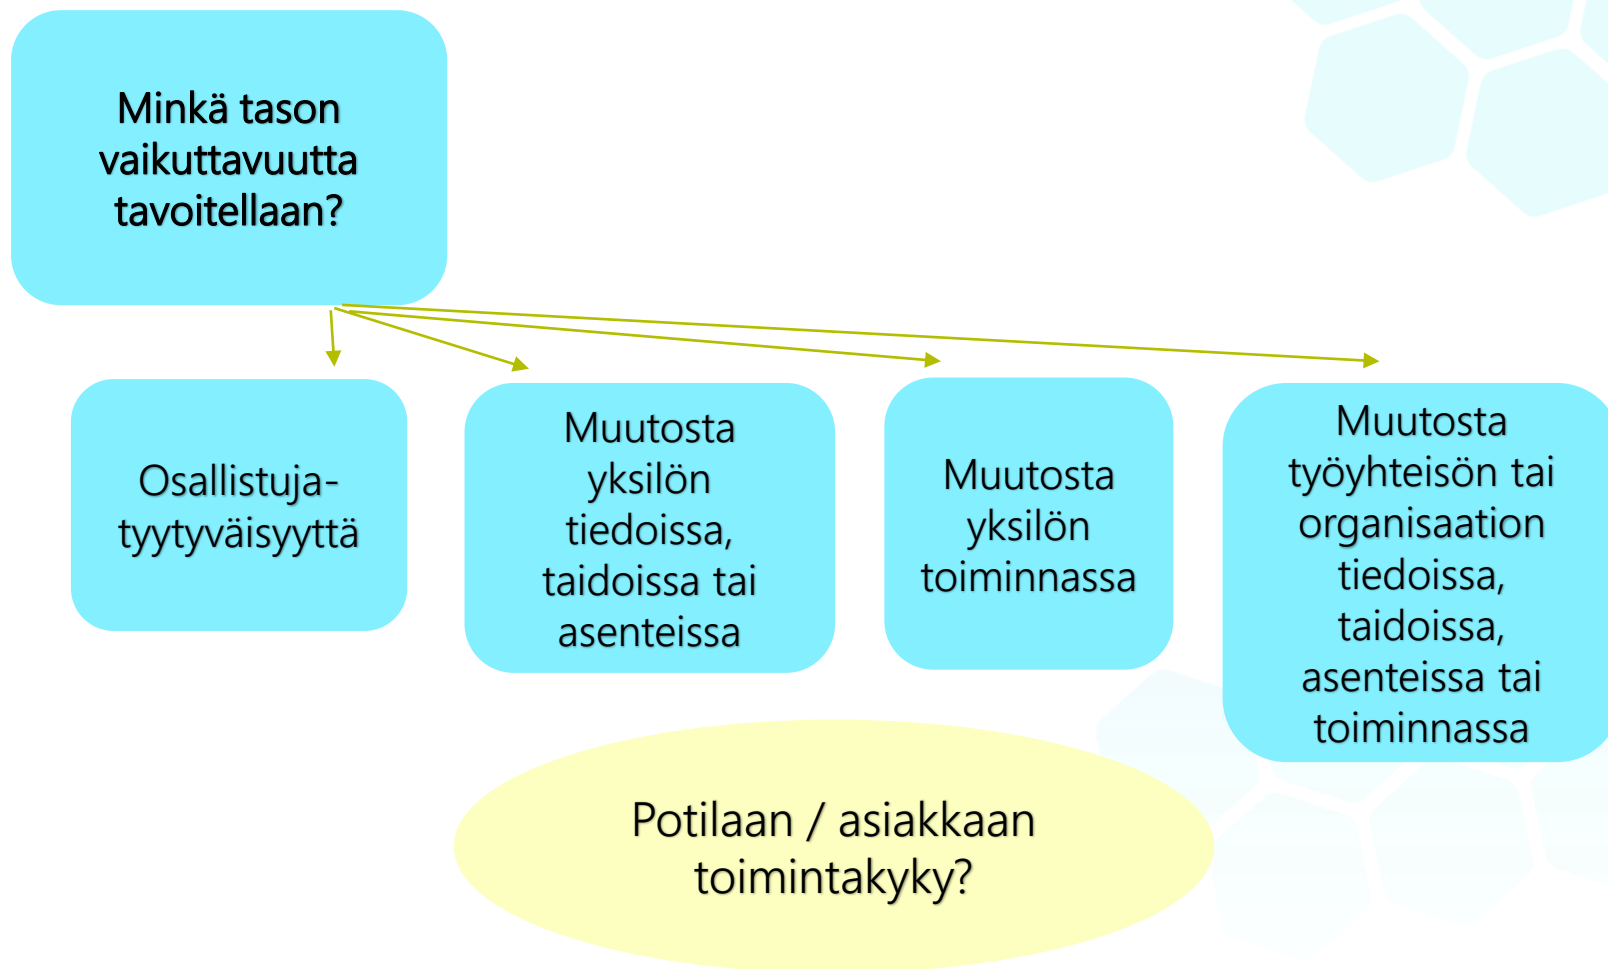 Minkä tason
vaikuttavuutta
tavoitellaan?
Osallistuja-
tyytyväisyyttä
Muutosta
yksilön
tiedoissa,
taidoissa tai
asenteissa
Muutosta
yksilön
toiminnassa
Muutosta
työyhteisön tai
organisaation
tiedoissa,
taidoissa,
asenteissa tai
toiminnassa
Potilaan / asiakkaan
toimintakyky?